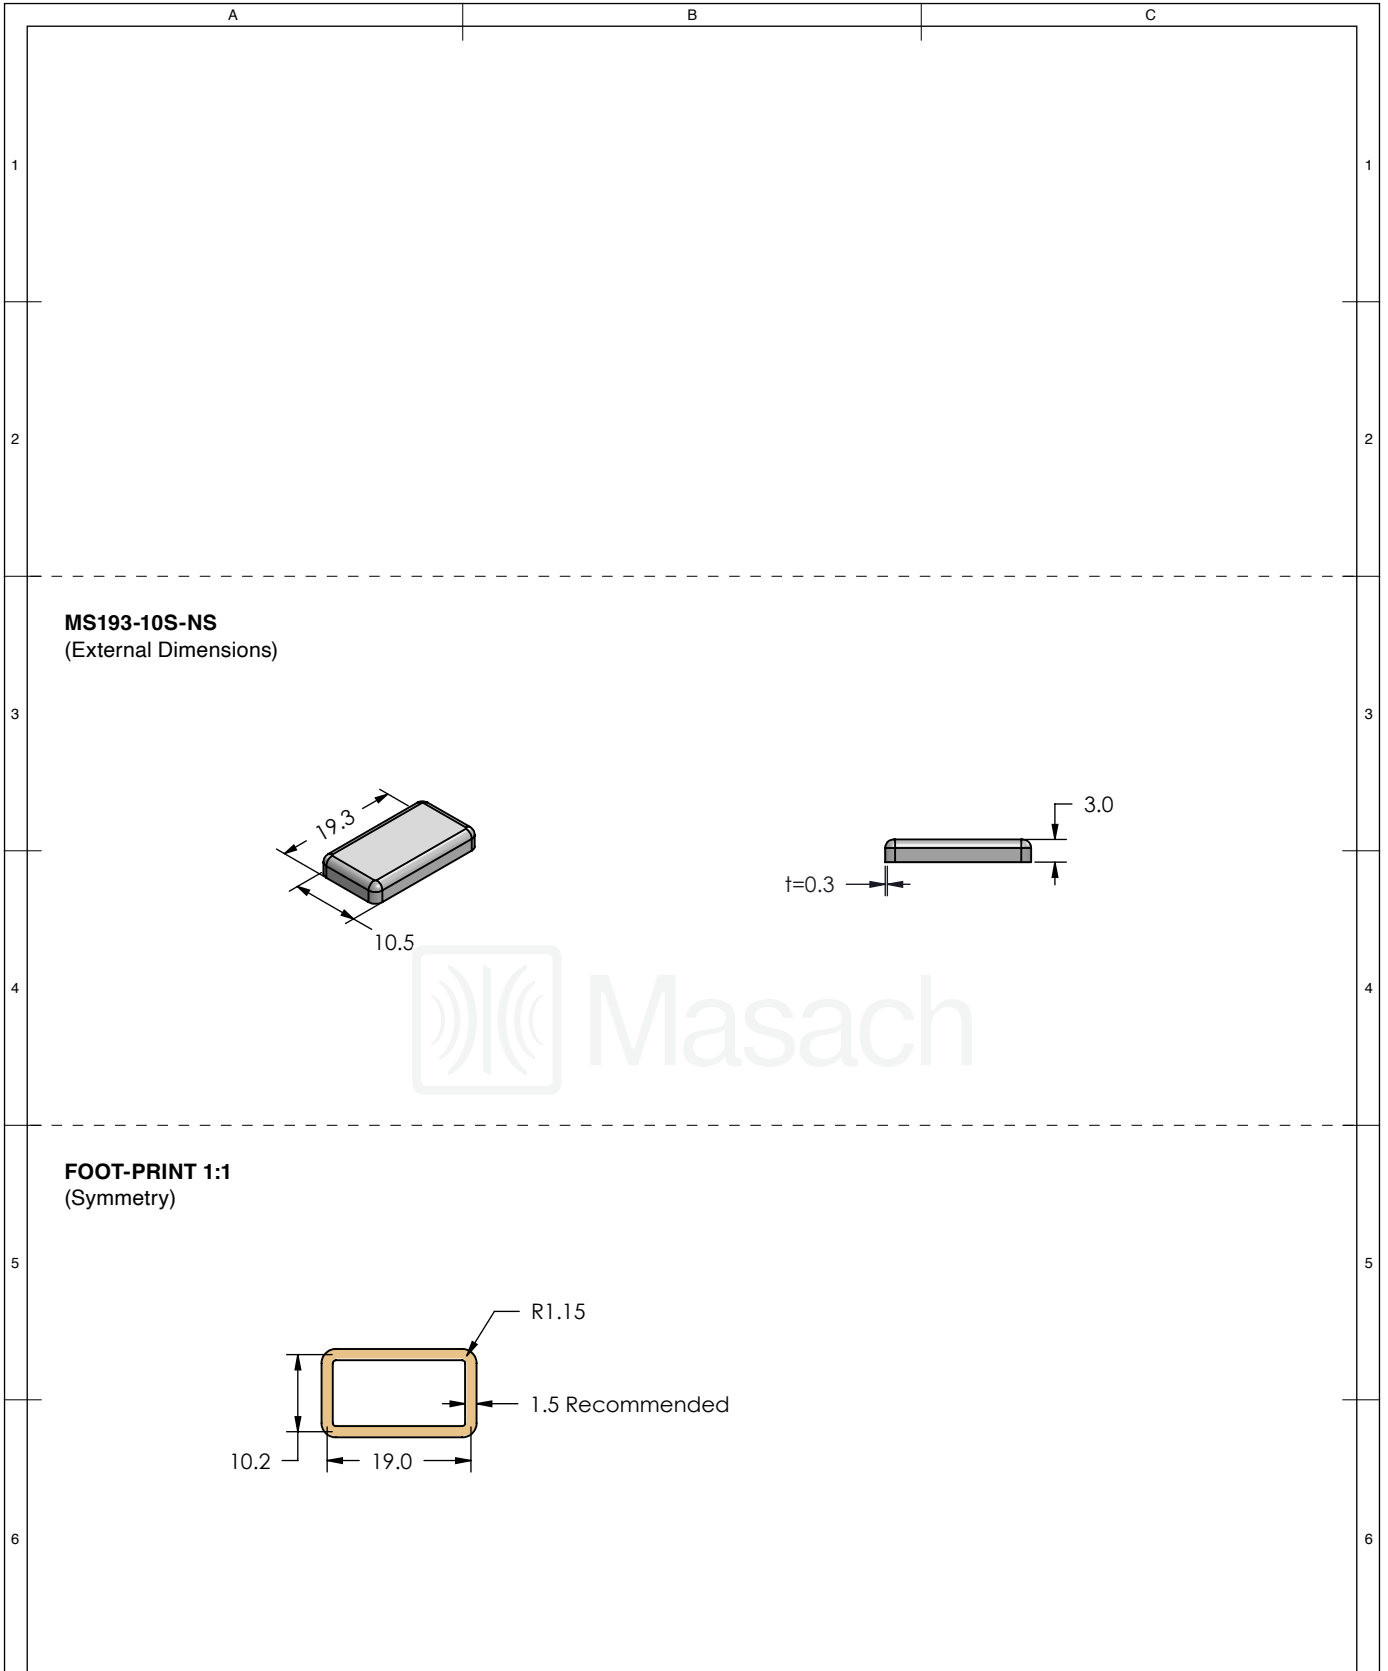 A B C
1 1
2 2
MS193-10S-NS
(External Dimensions)
3 3
19.3
3.0
t=0.3
10.5
Masach
4 4
FOOT-PRINT 1:1
(Symmetry)
5 5
R1.15
1.5 Recommended
10.2 19.0
6 6